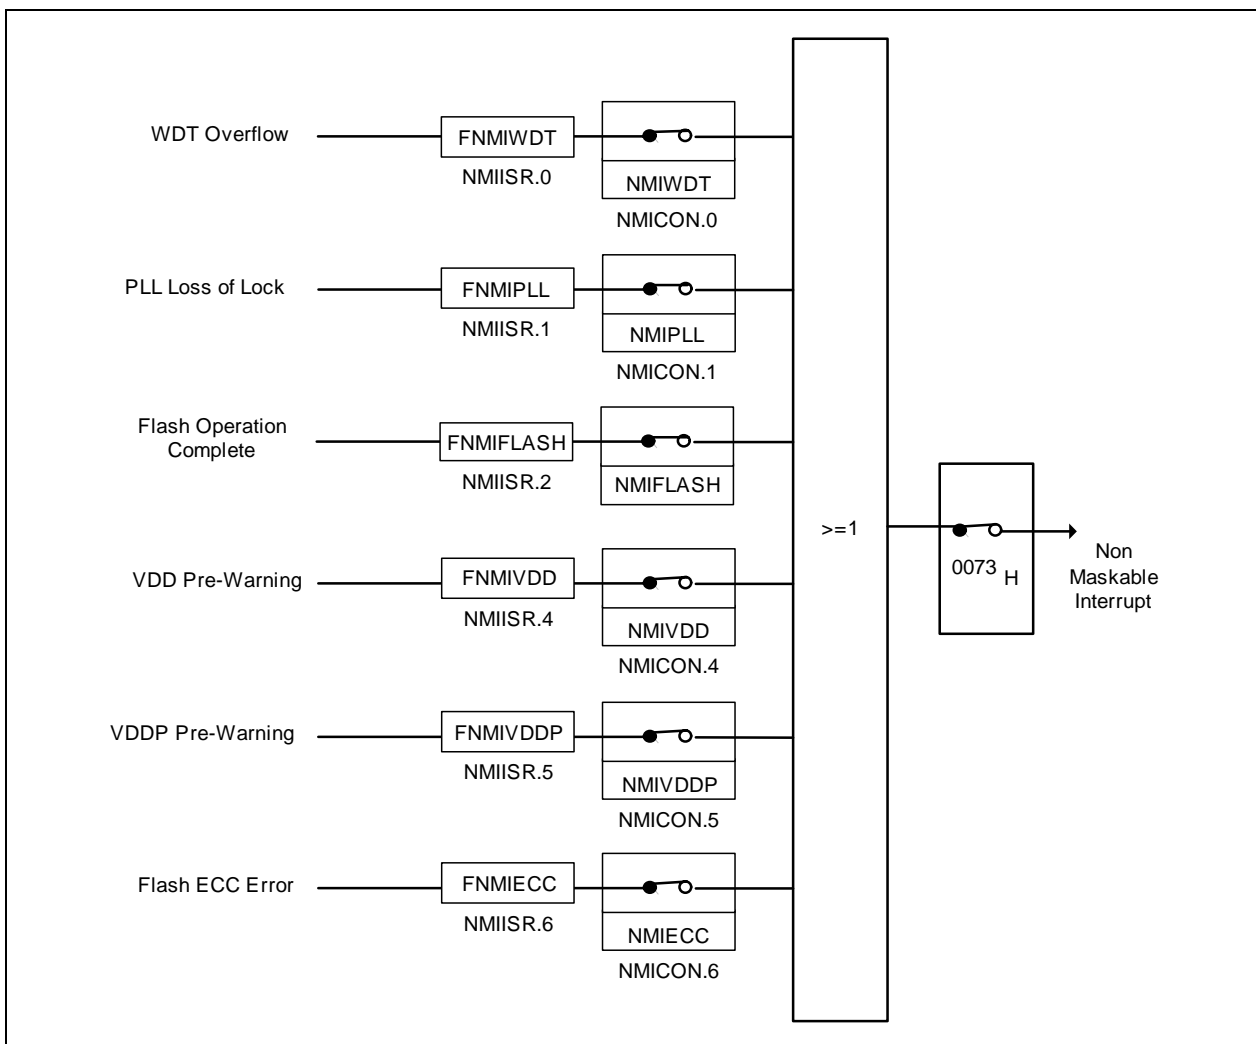 WDT Overflow
FNMIWDT
NMIISR.0
NMIWDT
NMICON.0
PLL Loss of Lock
FNMIPLL
NMIISR.1
NMIPLL
NMICON.1
Flash Operation
Complete
FNMIFLASH
NMIISR.2
NMIFLASH
VDD Pre-Warning
FNMIVDD
NMIISR.4
NMIVDD
NMICON.4
VDDP Pre-Warning
FNMIVDDP
NMIISR.5
NMIVDDP
NMICON.5
Flash ECC Error
FNMIECC
NMIISR.6
NMIECC
NMICON.6
>=1
0073 H
Non
Maskable
Interrupt